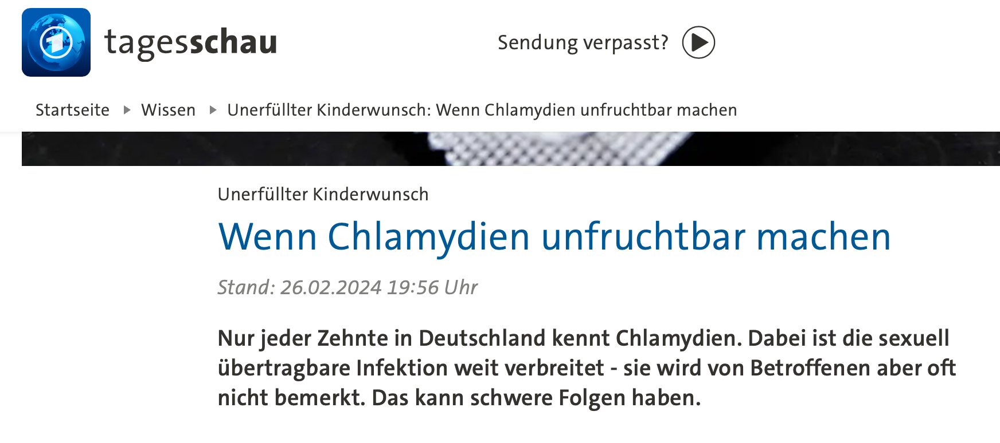 tagesschau
Sendung verpasst?
Startseite Wissen Unerfüllter Kinderwunsch: Wenn Chlamydien unfruchtbar machen
Unerfüllter Kinderwunsch
Wenn Chlamydien unfruchtbar machen
Stand: 26.02.2024 19:56 Uhr
Nur jeder Zehnte in Deutschland kennt Chlamydien. Dabei ist die sexuell
übertragbare Infektion weit verbreitet - sie wird von Betroffenen aber oft
nicht bemerkt. Das kann schwere Folgen haben.